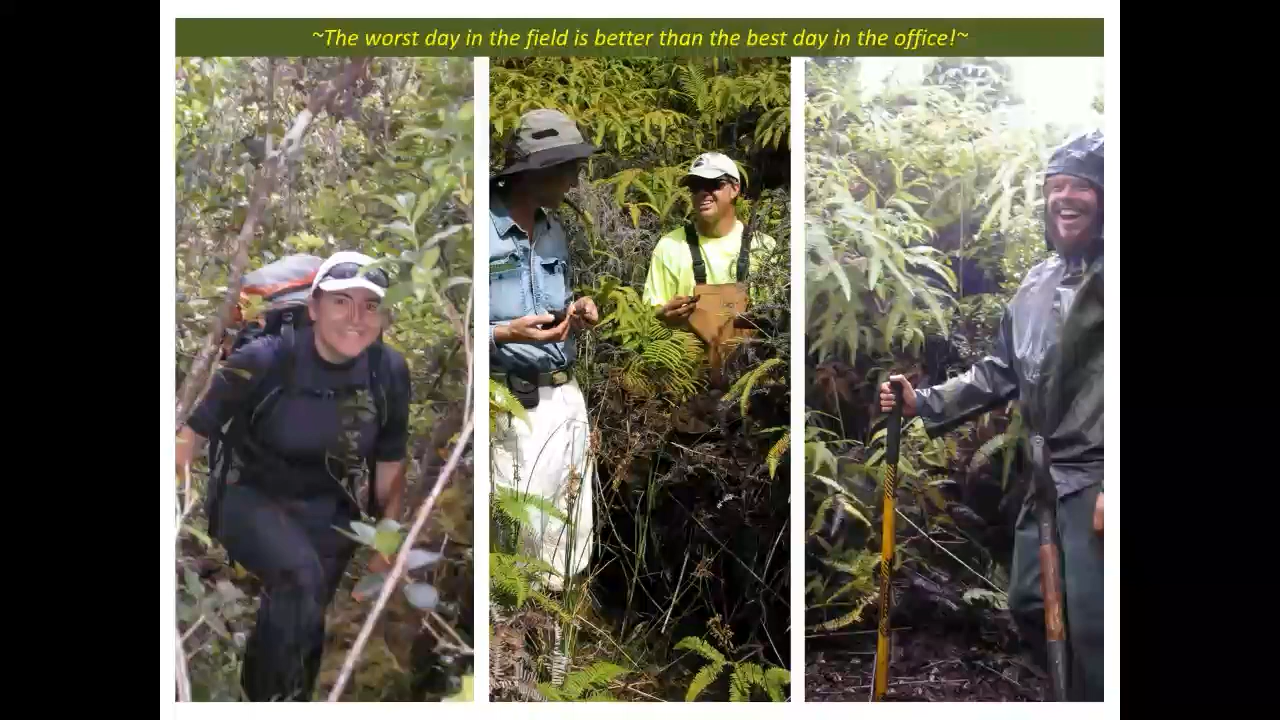 ~The worst day in the field is better than the best day in the office!~